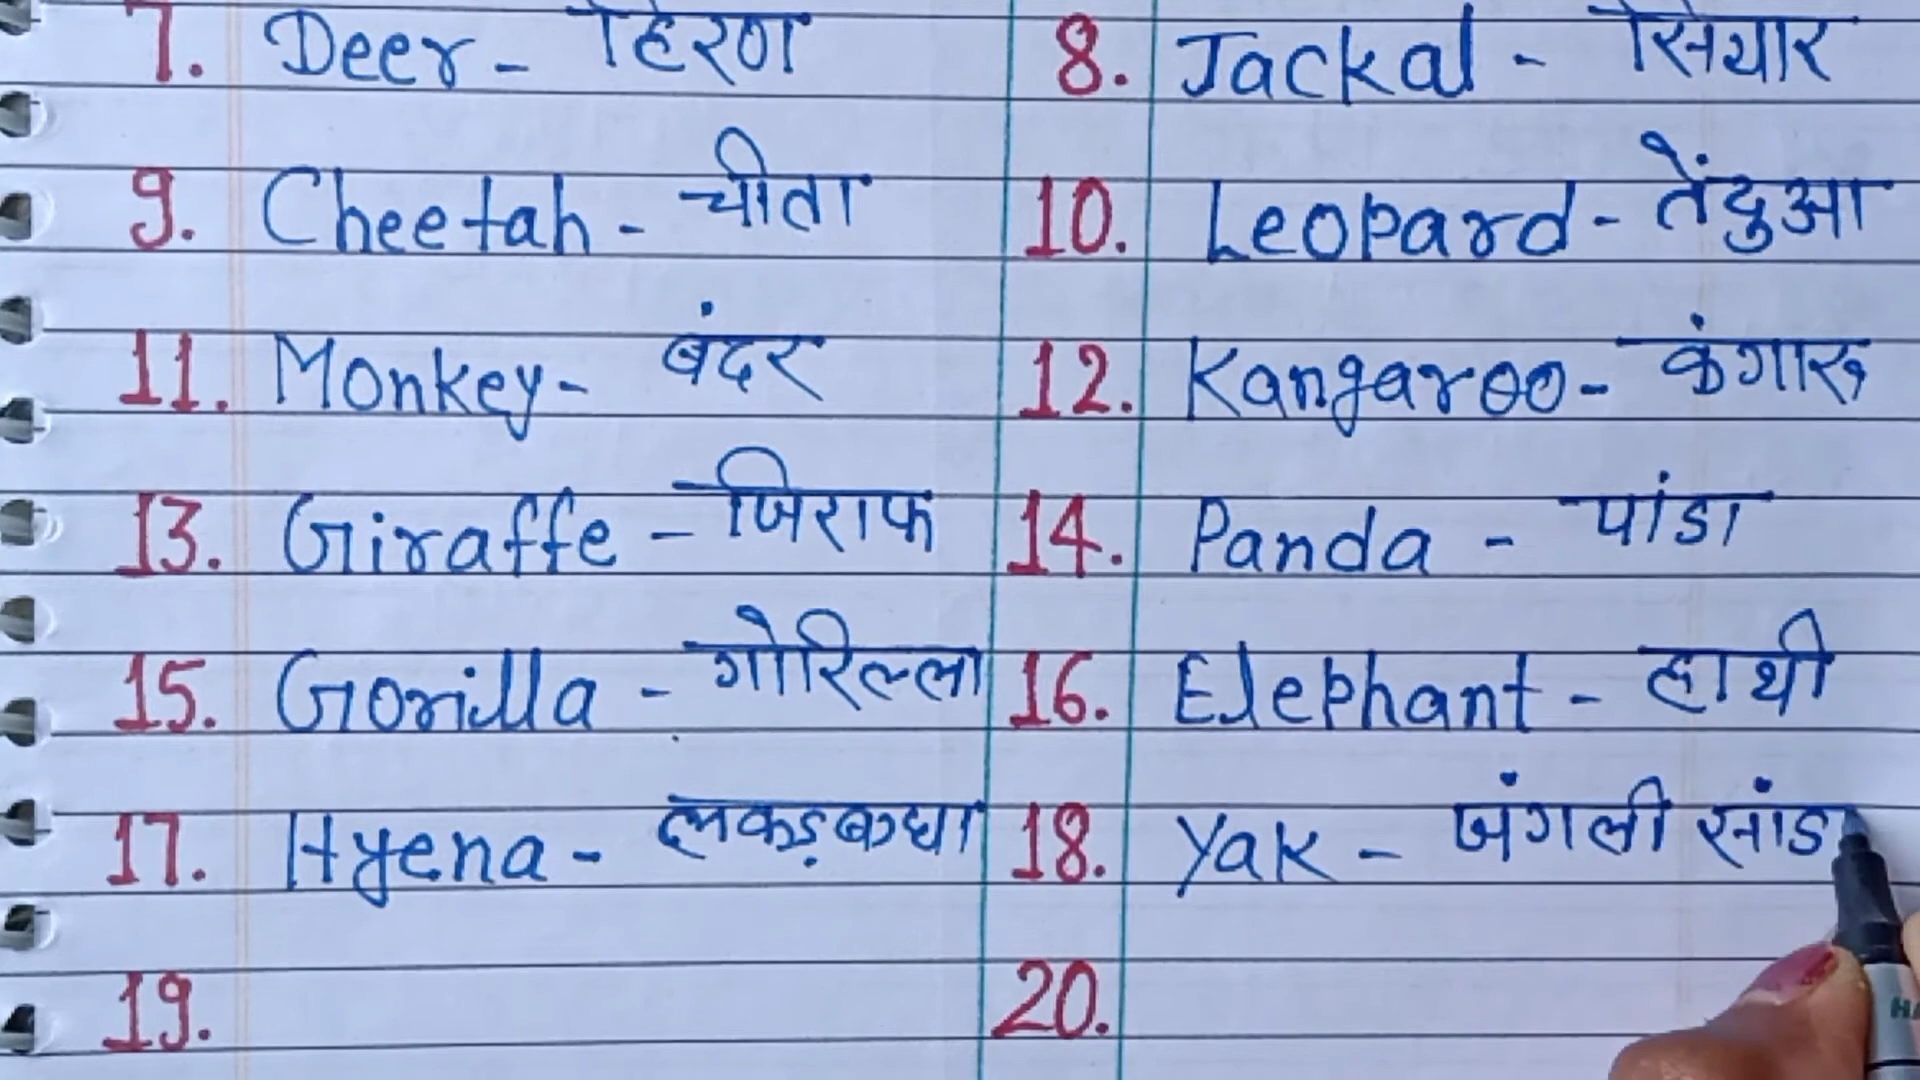 7. Deer - हिरण 8. Jackal - सियार
9. Cheetah - चीता 10. Leopard - तेंदुआ
11. Monkey - बंदर 12. Kangaroo - कंगारू
13. Giraffe - जिराफ 14. Panda - पांडा
15. Gorilla - गोरिल्ला 16. Elephant - हाथी
17. Hyena - लकड़बग्घा 18. Yak - जंगली सांड
19. 20.